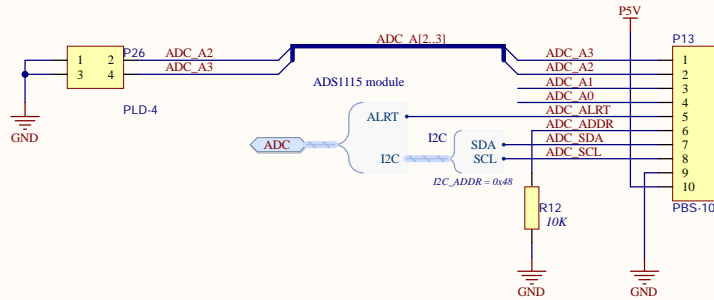 P5V
ADC_A[2..3]
P26
P13
1 2 ADC_A2
3 4 ADC_A3
ADC_A3 1
ADC_A2 2
ADC_A1 3
ADC_A0 4
ADC_ALRT 5
ADC_ADDR 6
ADC_SDA 7
ADC_SCL 8
9
10
ADS1115 module
PLD-4
GND
ALRT
ADC
I2C
I2C
SDA
SCL
I2C_ADDR = 0x48
R12
10K
PBS-10
GND
GND